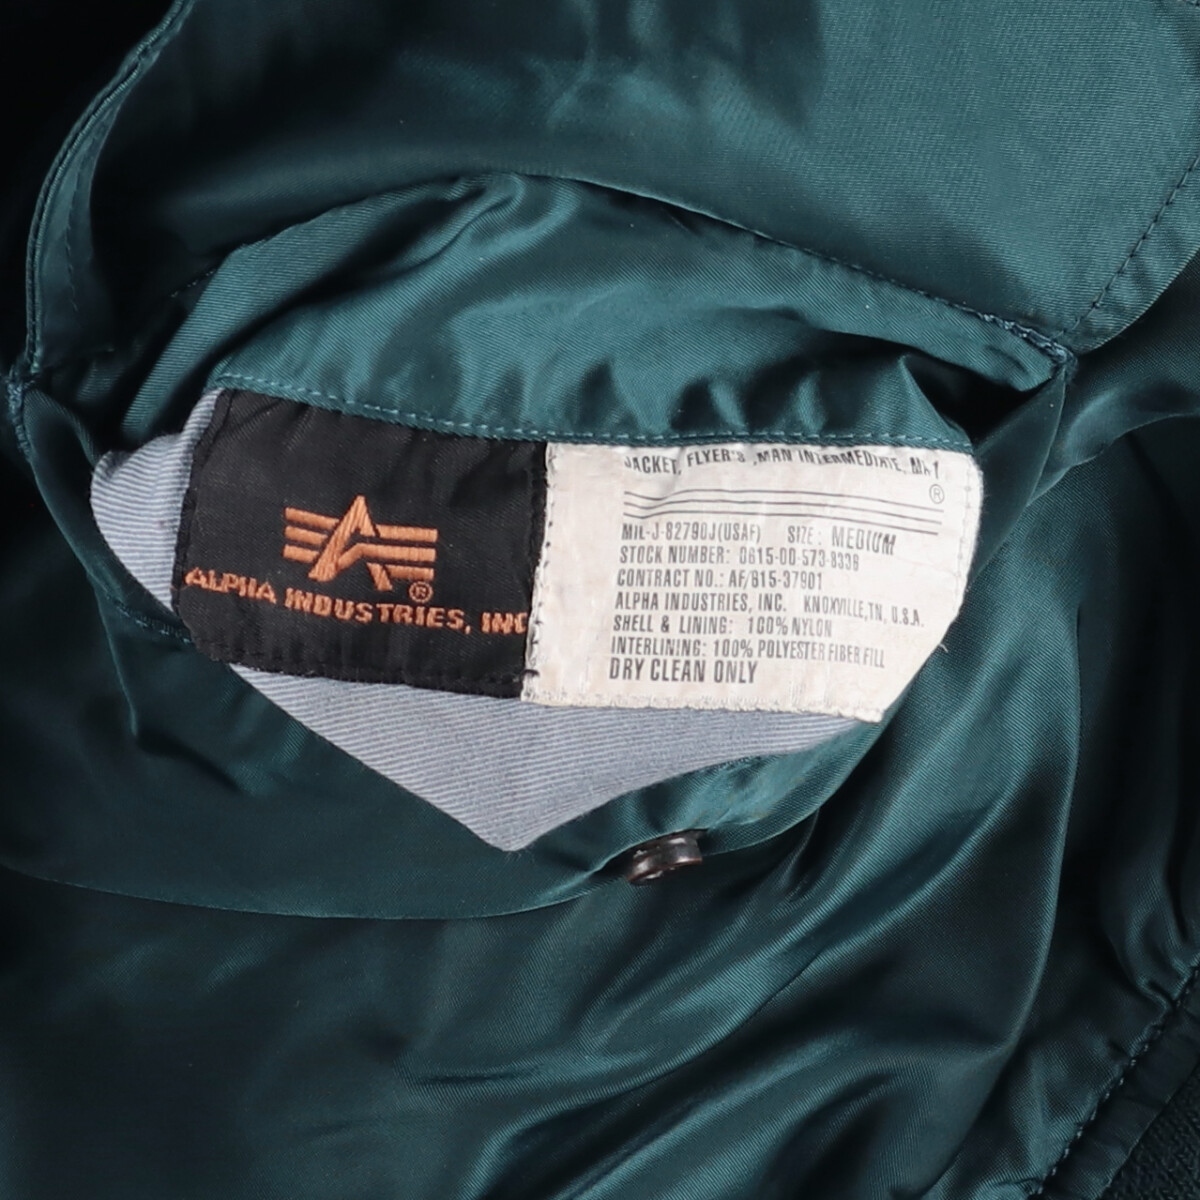 ALPHA INDUSTRIES, INC
®
JACKET, FLYER'S ,MAN INTERMEDIATE, MA-1
®
MIL-J-82790J(USAF) SIZE: MEDIUM
STOCK NUMBER: 0615-00-573-8338
CONTRACT NO.: AF/615-37901
ALPHA INDUSTRIES, INC. KNOXVILLE,TN, U.S.A.
SHELL & LINING: 100% NYLON
INTERLINING: 100% POLYESTER FIBER FILL
DRY CLEAN ONLY